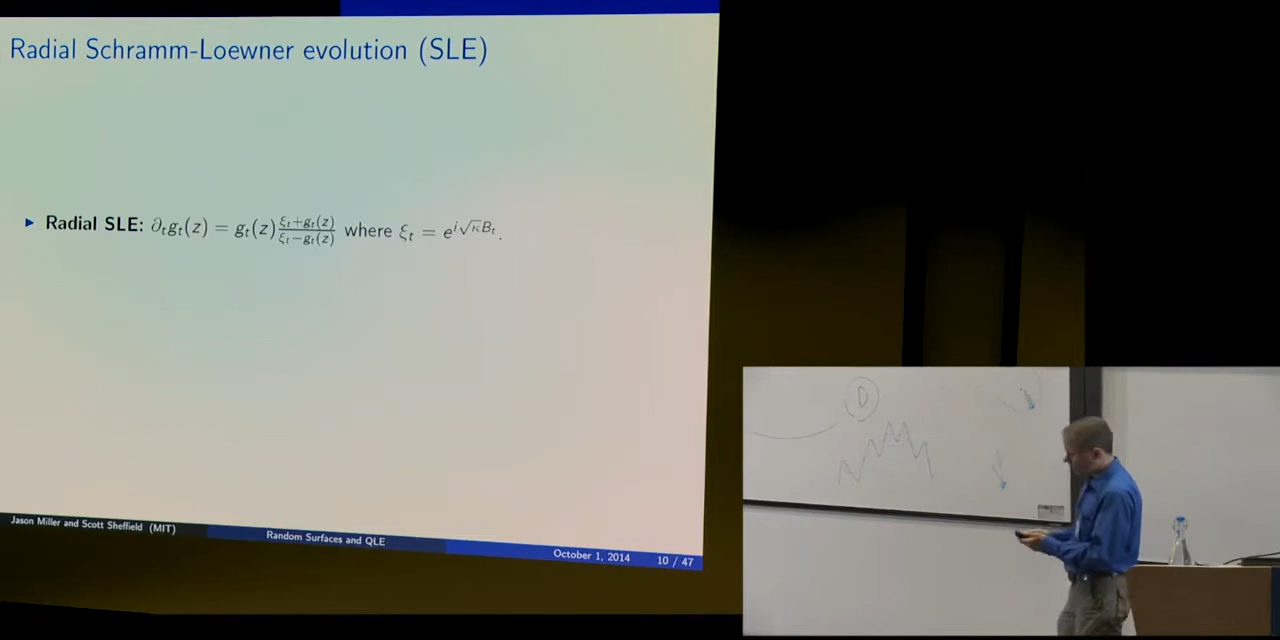 Radial Schramm-Loewner evolution (SLE)
► Radial SLE: ∂ₜgₜ(z) = gₜ(z) (ξₜ+gₜ(z))/(ξₜ−gₜ(z)) where ξₜ = e^{i√κBₜ}.
D
Jason Miller and Scott Sheffield (MIT)
Random Surfaces and QLE
October 1, 2014
10 / 47